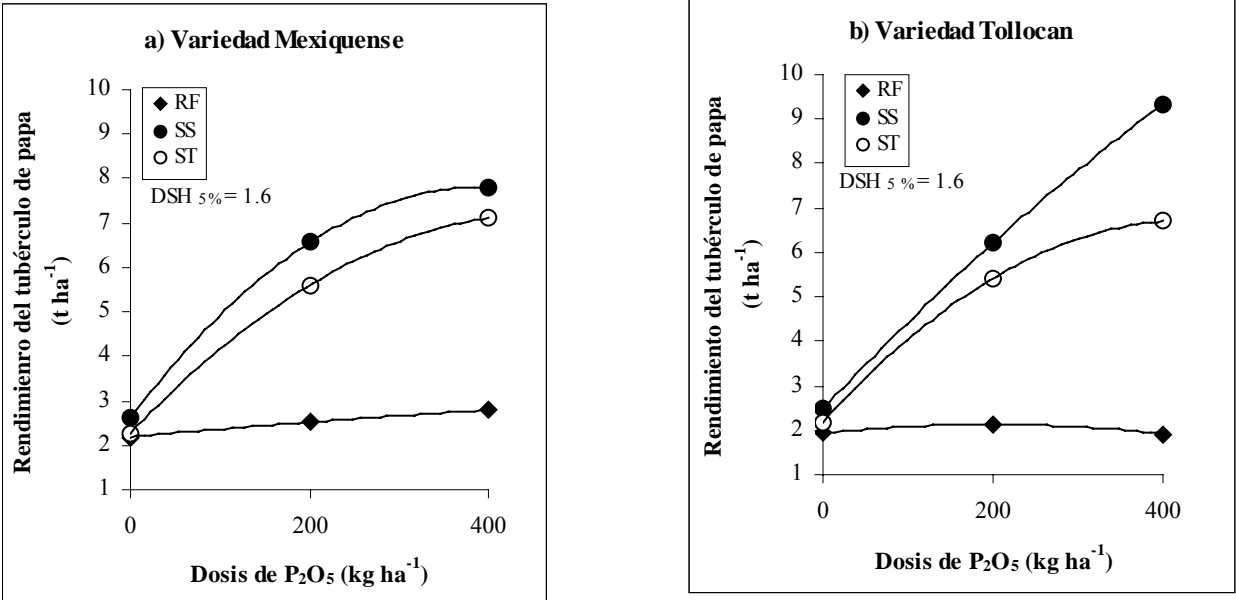 a) Variedad Mexiquense
Rendimienro del tubérculo de papa
(t ha-1)
10
9
8
7
6
5
4
3
2
1
RF
SS
ST
DSH 5% = 1.6
0 200 400
Dosis de P2O5 (kg ha-1)
b) Variedad Tollocan
Rendimiento del tubérculo de papa
(t ha-1)
10
9
8
7
6
5
4
3
2
1
RF
SS
ST
DSH 5% = 1.6
0 200 400
Dosis de P2O5 (kg ha-1)